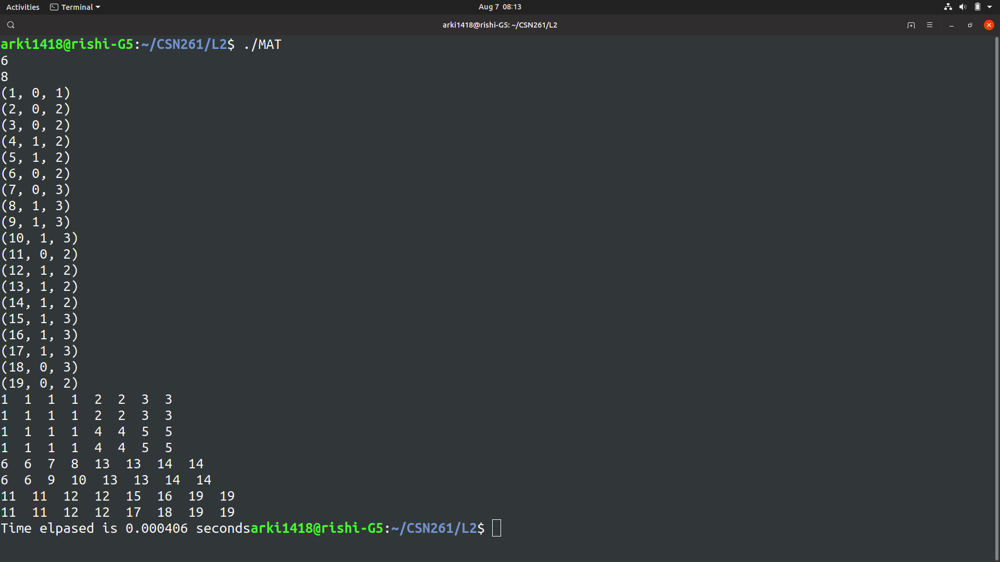 Activities Terminal Aug 7 08:13
arki1418@rishi-G5: ~/CSN261/L2
arki1418@rishi-G5:~/CSN261/L2$ ./MAT
6
8
(1, 0, 1)
(2, 0, 2)
(3, 0, 2)
(4, 1, 2)
(5, 1, 2)
(6, 0, 2)
(7, 0, 3)
(8, 1, 3)
(9, 1, 3)
(10, 1, 3)
(11, 0, 2)
(12, 1, 2)
(13, 1, 2)
(14, 1, 2)
(15, 1, 3)
(16, 1, 3)
(17, 1, 3)
(18, 0, 3)
(19, 0, 2)
1  1  1  1  2  2  3  3
1  1  1  1  2  2  3  3
1  1  1  1  4  4  5  5
1  1  1  1  4  4  5  5
6  6  7  8  13  13  14  14
6  6  9  10  13  13  14  14
11  11  12  12  15  16  19  19
11  11  12  12  17  18  19  19
Time elpased is 0.000406 secondsarki1418@rishi-G5:~/CSN261/L2$